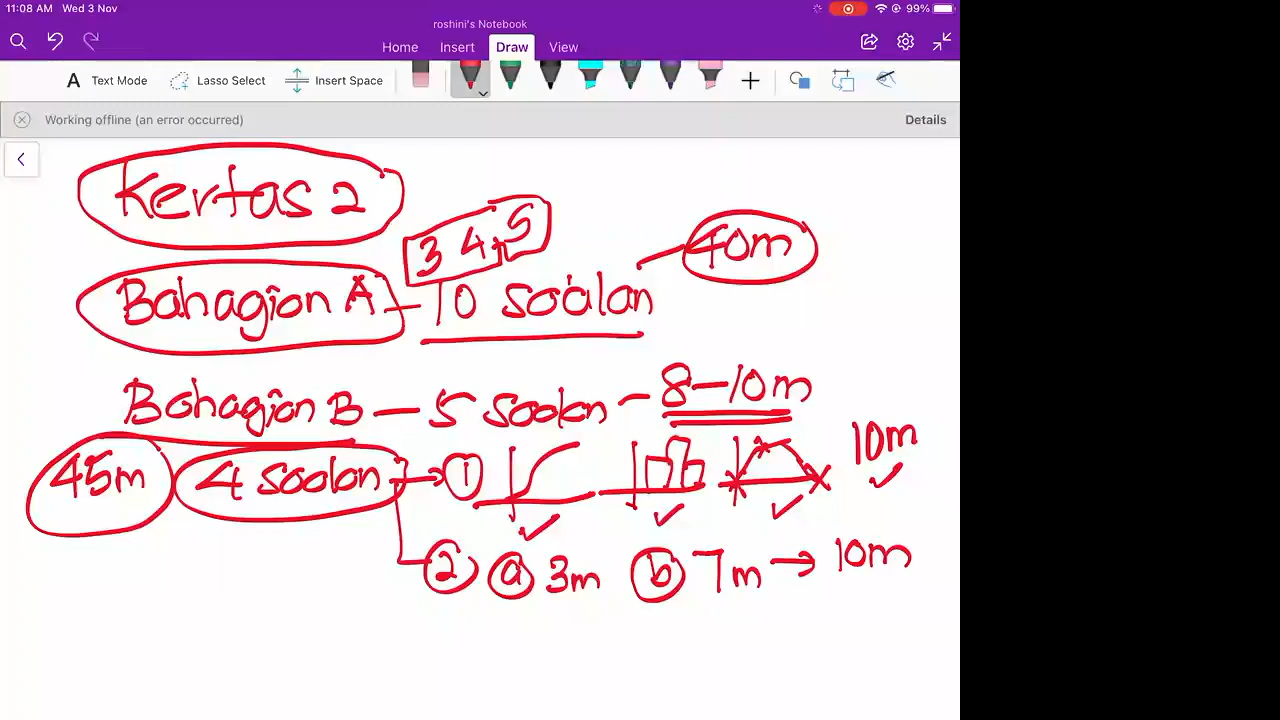 11:08 AM Wed 3 Nov 99%
roshini's Notebook
Home Insert Draw View
A Text Mode Lasso Select Insert Space
Working offline (an error occurred) Details
Kertas 2
3 4 5
40m
Bahagian A - 10 soalan
Bahagian B - 5 soalan - 8-10m
45m 4 soalan → 1 10m
2 a 3m b 7m → 10m